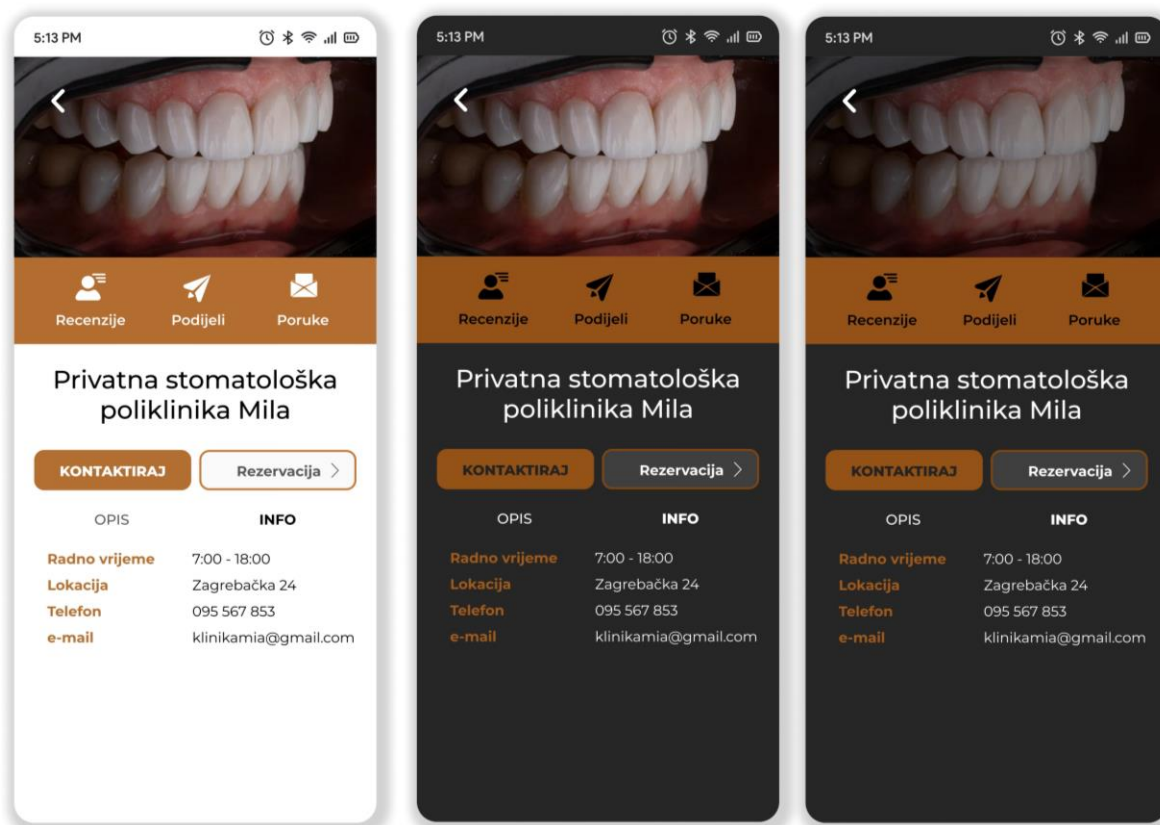 5:13 PM
Recenzije Podijeli Poruke
Privatna stomatološka
poliklinika Mila
KONTAKTIRAJ Rezervacija >
OPIS INFO
Radno vrijeme 7:00 - 18:00
Lokacija Zagrebačka 24
Telefon 095 567 853
e-mail klinikamia@gmail.com
5:13 PM
Recenzije Podijeli Poruke
Privatna stomatološka
poliklinika Mila
KONTAKTIRAJ Rezervacija >
OPIS INFO
Radno vrijeme 7:00 - 18:00
Lokacija Zagrebačka 24
Telefon 095 567 853
e-mail klinikamia@gmail.com
5:13 PM
Recenzije Podijeli Poruke
Privatna stomatološka
poliklinika Mila
KONTAKTIRAJ Rezervacija >
OPIS INFO
Radno vrijeme 7:00 - 18:00
Lokacija Zagrebačka 24
Telefon 095 567 853
e-mail klinikamia@gmail.com